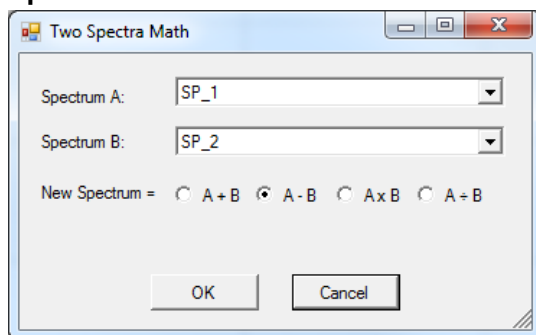 Two Spectra Math
Spectrum A: SP_1
Spectrum B: SP_2
New Spectrum = A + B A - B A x B A ÷ B
OK Cancel